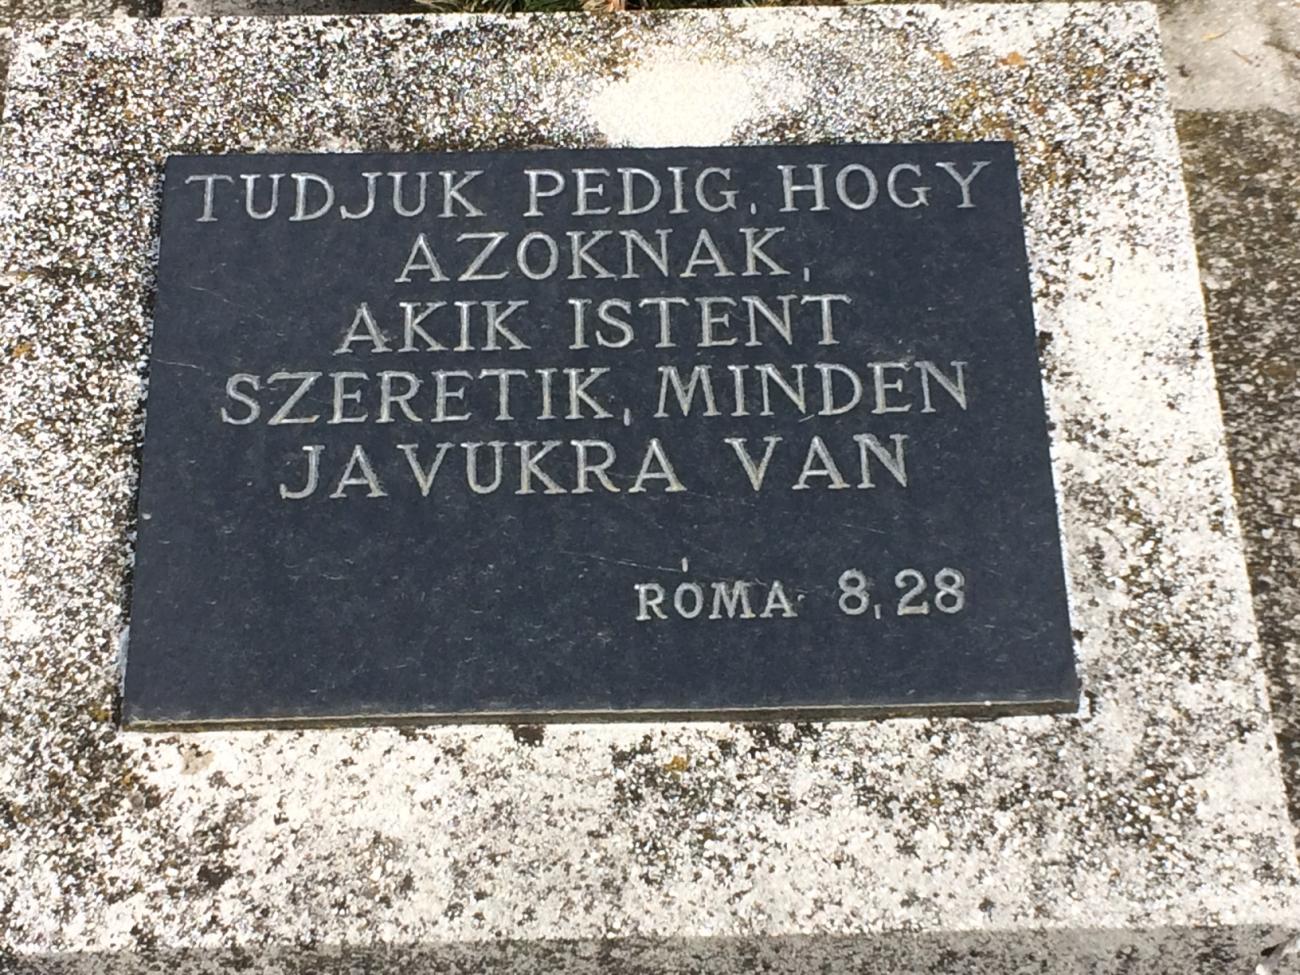 TUDJUK PEDIG, HOGY
AZOKNAK,
AKIK ISTENT
SZERETIK, MINDEN
JAVUKRA VAN
RÓMA 8,28